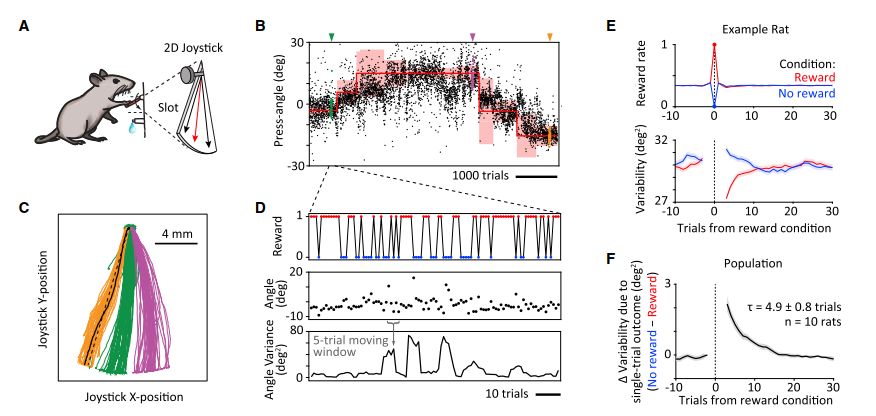 A
2D Joystick
Slot
B
30
0
-30
Press-angle (deg)
1000 trials
C
4 mm
Joystick Y-position
Joystick X-position
D
1
0
Reward
20
-10
Angle (deg)
80
0
Angle Variance (deg²)
5-trial moving
window
10 trials
E
Example Rat
1
0
Reward rate
Condition:
Reward
No reward
-10 0 10 20 30
32
27
Variability (deg²)
-10 0 10 20 30
Trials from reward condition
F
Population
3
0
Δ Variability due to
single-trial outcome (deg²)
(No reward – Reward)
τ = 4.9 ± 0.8 trials
n = 10 rats
-10 0 10 20 30
Trials from reward condition